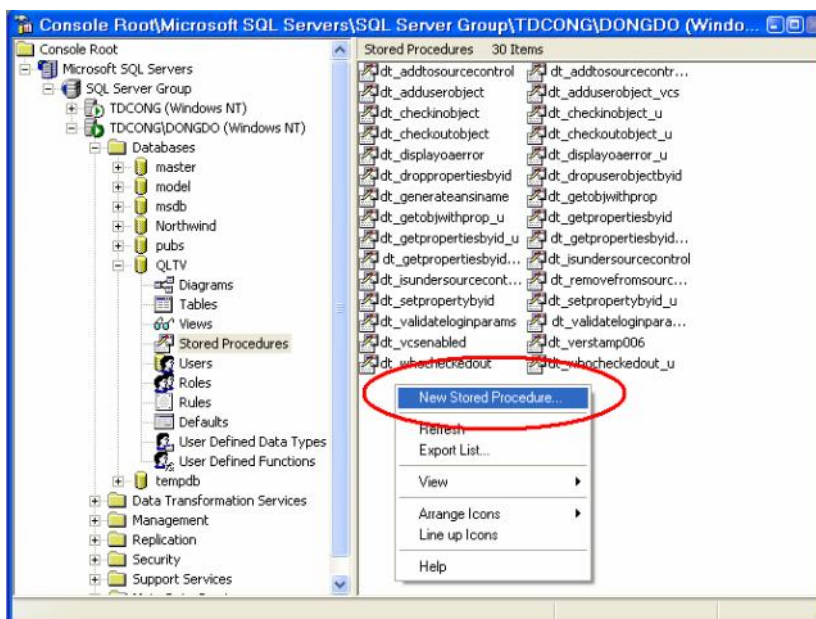 Console Root\Microsoft SQL Servers\SQL Server Group\TDCONG\DONGDO (Windo...
Console Root
Microsoft SQL Servers
SQL Server Group
TDCONG (Windows NT)
TDCONG\DONGDO (Windows NT)
Databases
master
model
msdb
Northwind
pubs
QLTV
Diagrams
Tables
Views
Stored Procedures
Users
Roles
Rules
Defaults
User Defined Data Types
User Defined Functions
tempdb
Data Transformation Services
Management
Replication
Security
Support Services
Stored Procedures 30 Items
dt_addtosourcecontrol dt_addtosourcecontr...
dt_adduserobject dt_adduserobject_vcs
dt_checkinobject dt_checkinobject_u
dt_checkoutobject dt_checkoutobject_u
dt_displayoaerror dt_displayoaerror_u
dt_droppropertiesbyid dt_dropuserobjectbyid
dt_generateansiname dt_getobjwithprop
dt_getobjwithprop_u dt_getpropertiesbyid
dt_getpropertiesbyid_u dt_getpropertiesbyid...
dt_getpropertiesbyid... dt_isundersourcecontrol
dt_isundersourcecont... dt_removefromsourc...
dt_setpropertybyid dt_setpropertybyid_u
dt_validateloginparams dt_validateloginpara...
dt_vcsenabled dt_verstamp006
dt_whocheckedout dt_whocheckedout_u
New Stored Procedure...
Refresh
Export List...
View
Arrange Icons
Line up Icons
Help